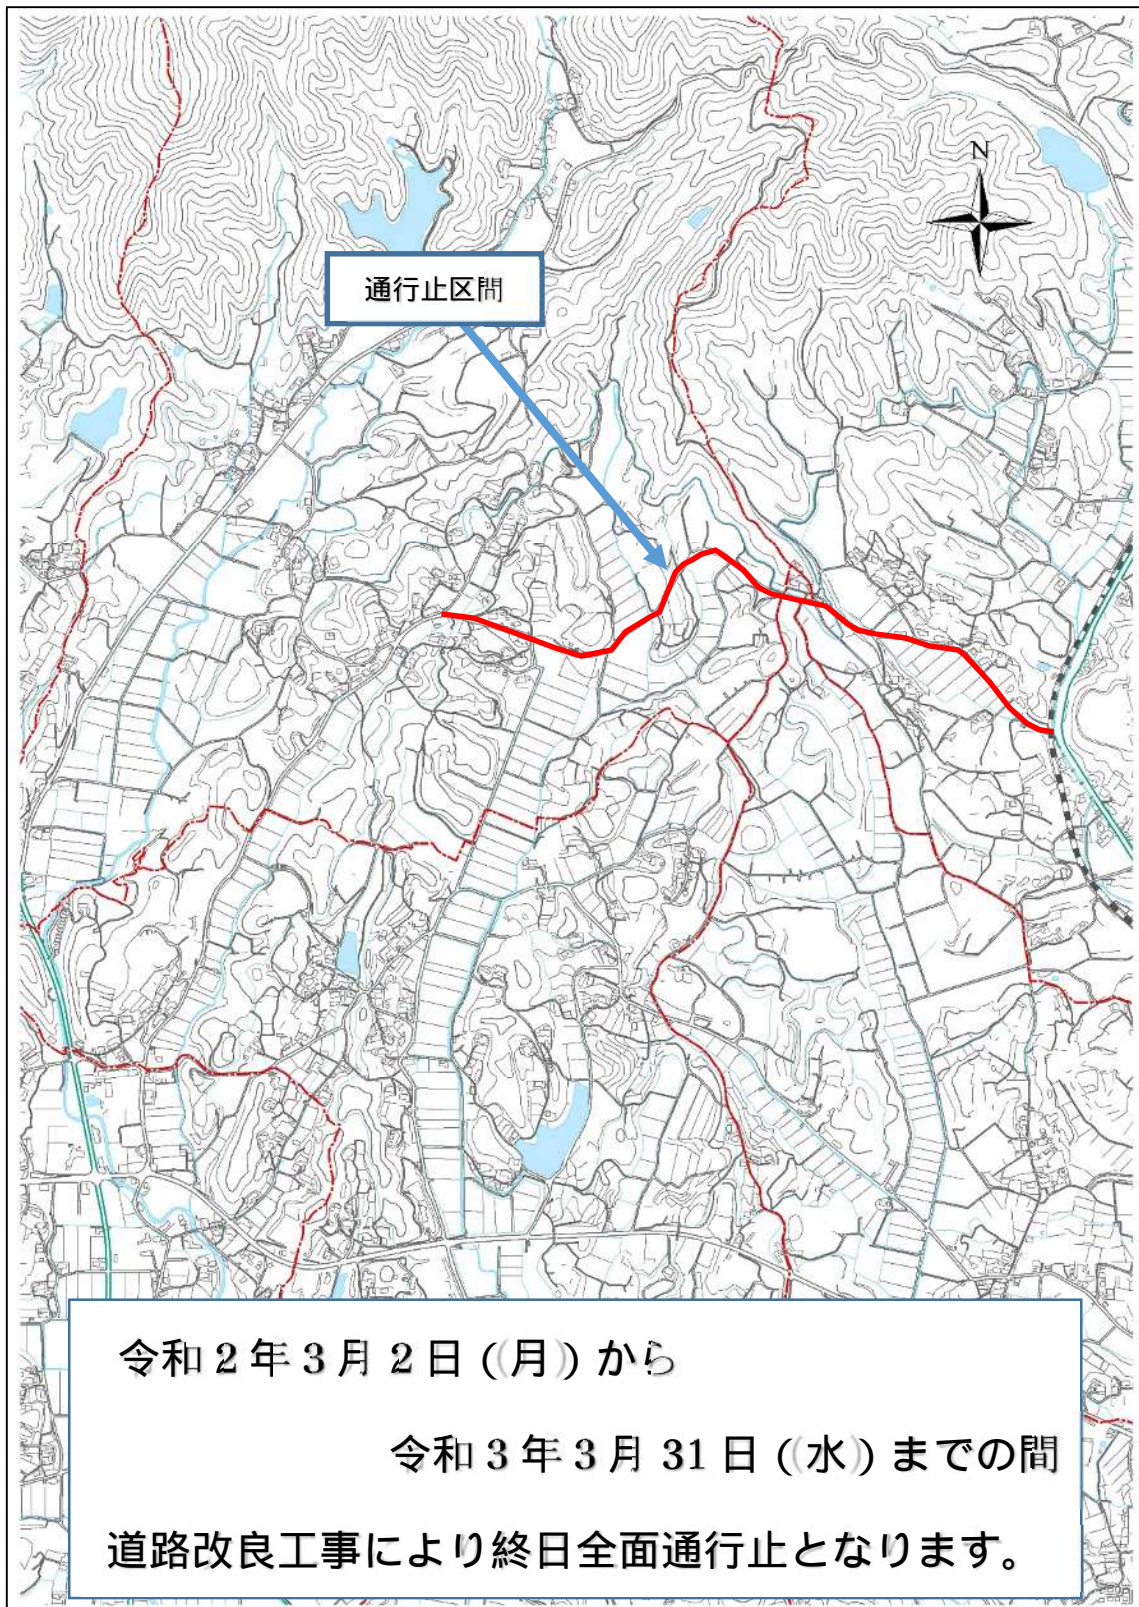 N
通行止区間
令和２年３月２日（月）から
令和３年３月31日（水）までの間
道路改良工事により終日全面通行止となります。